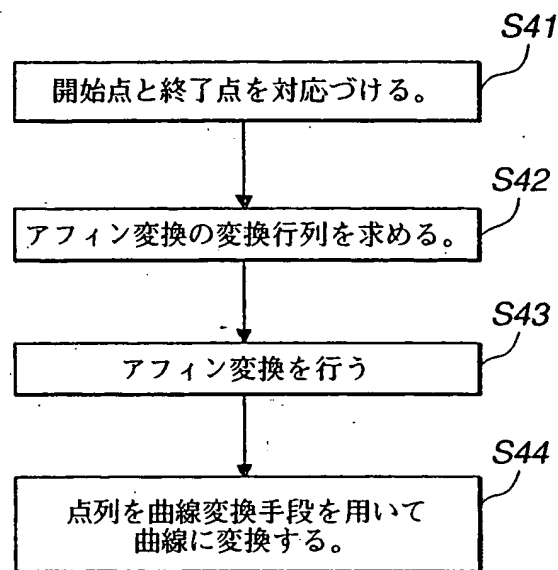 S41
開始点と終了点を対応づける。
S42
アフィン変換の変換行列を求める。
S43
アフィン変換を行う
S44
点列を曲線変換手段を用いて
曲線に変換する。